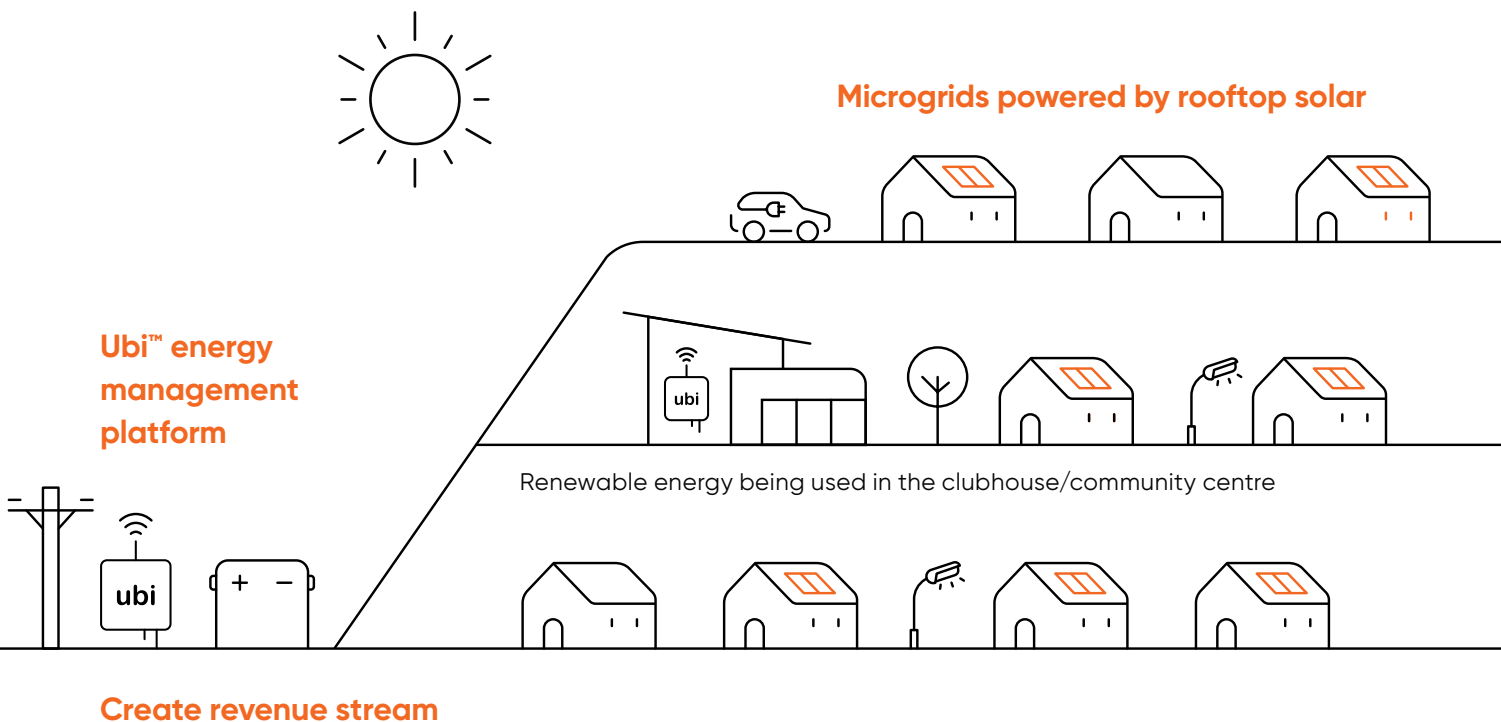 Microgrids powered by rooftop solar
Ubi™ energy
management
platform
ubi
Renewable energy being used in the clubhouse/community centre
ubi
Create revenue stream